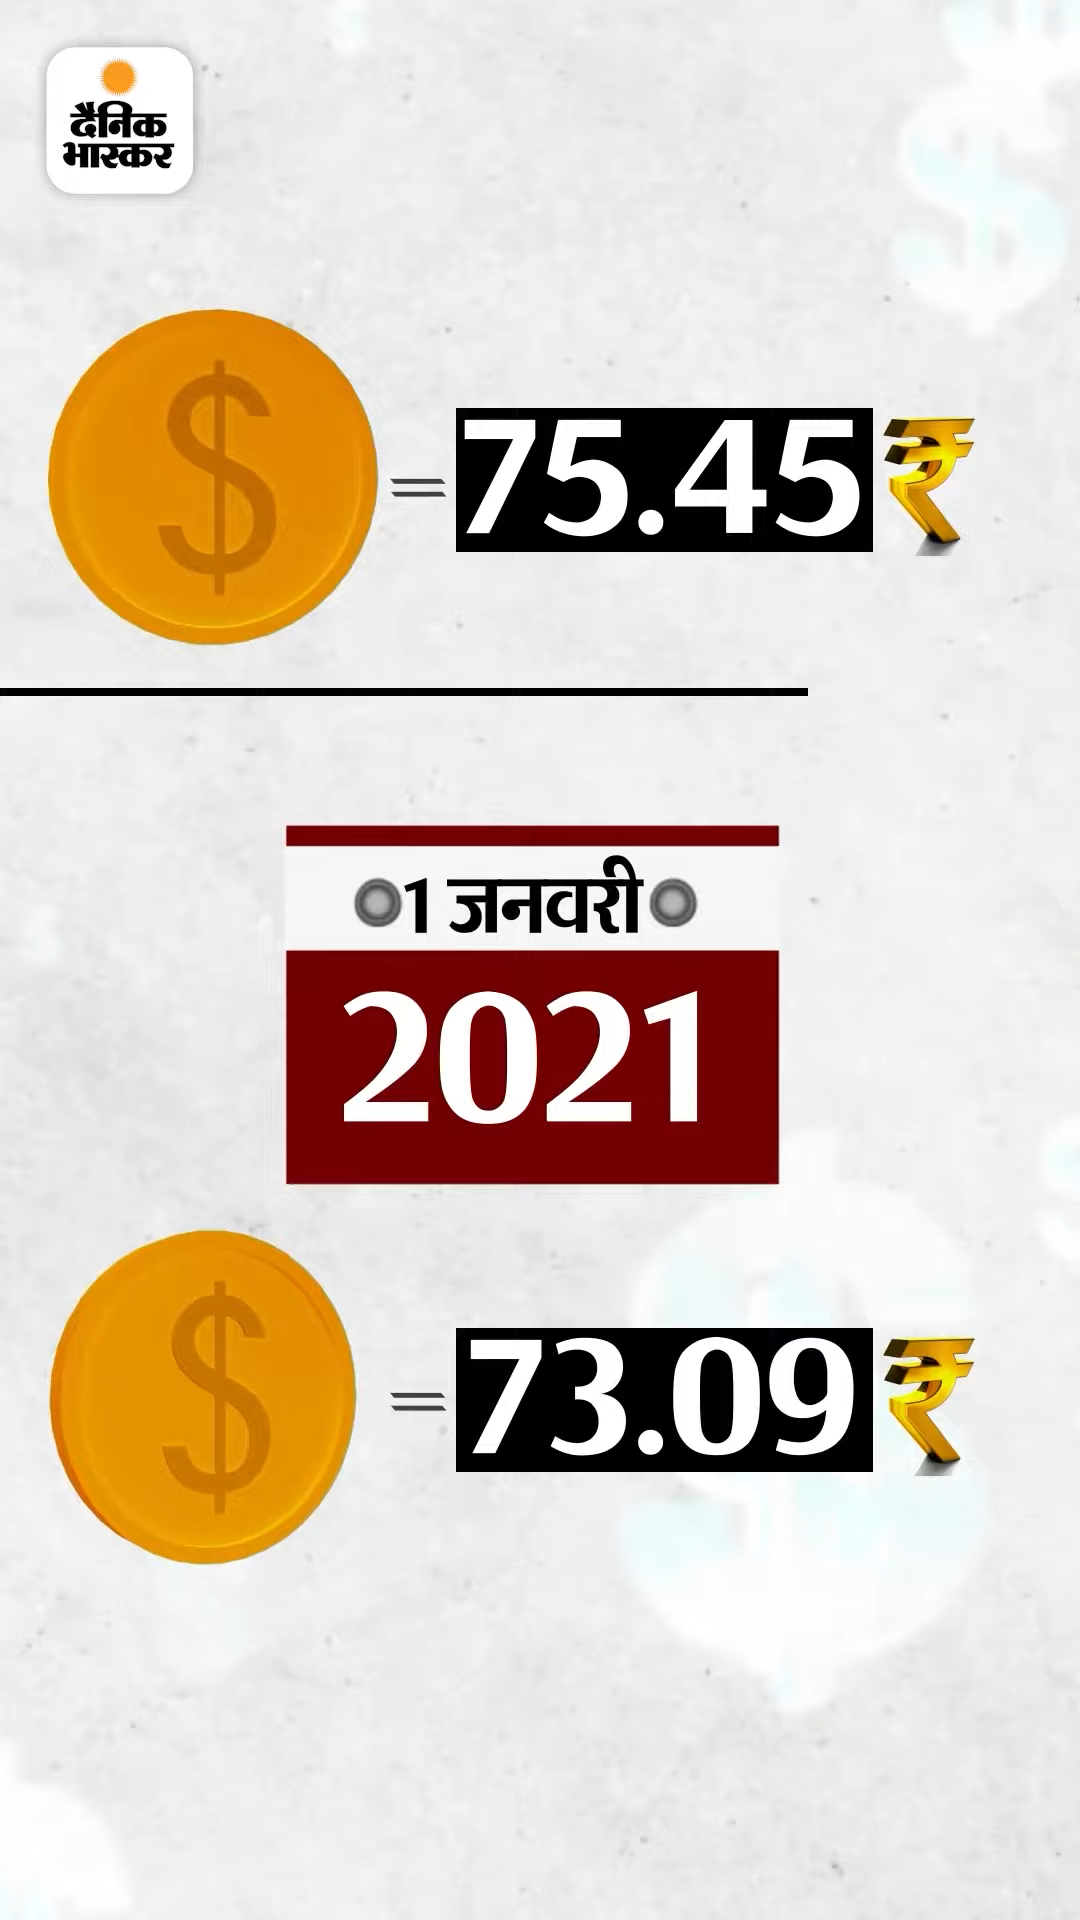 दैनिक
भास्कर
$ = 75.45 ₹
1 जनवरी
2021
$ = 73.09 ₹